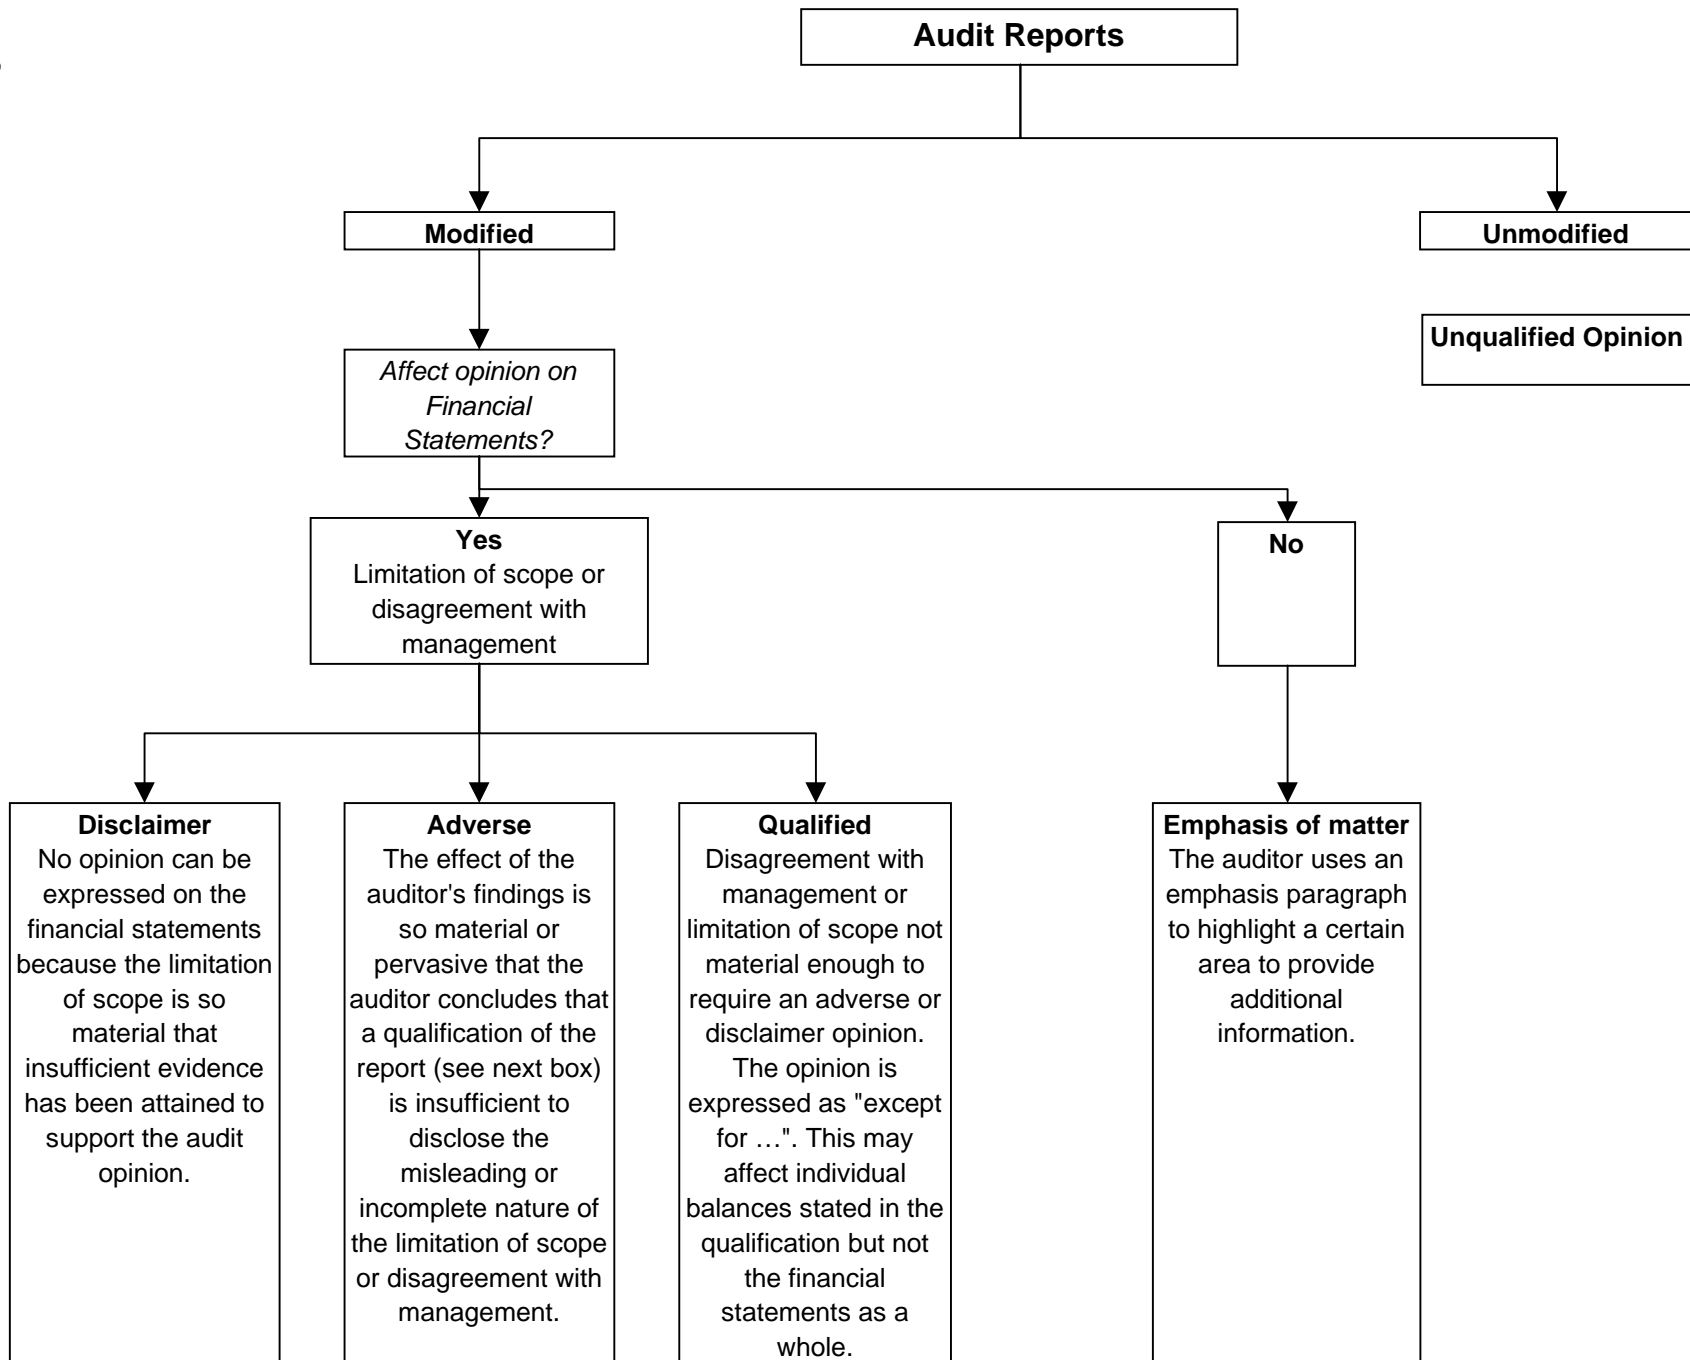 Audit Reports
Modified
Unmodified
Unqualified Opinion
Affect opinion on
Financial
Statements?
Yes
Limitation of scope or
disagreement with
management
No
Disclaimer
No opinion can be
expressed on the
financial statements
because the limitation
of scope is so
material that
insufficient evidence
has been attained to
support the audit
opinion.
Adverse
The effect of the
auditor's findings is
so material or
pervasive that the
auditor concludes that
a qualification of the
report (see next box)
is insufficient to
disclose the
misleading or
incomplete nature of
the limitation of scope
or disagreement with
management.
Qualified
Disagreement with
management or
limitation of scope not
material enough to
require an adverse or
disclaimer opinion.
The opinion is
expressed as "except
for …". This may
affect individual
balances stated in the
qualification but not
the financial
statements as a
whole.
Emphasis of matter
The auditor uses an
emphasis paragraph
to highlight a certain
area to provide
additional
information.